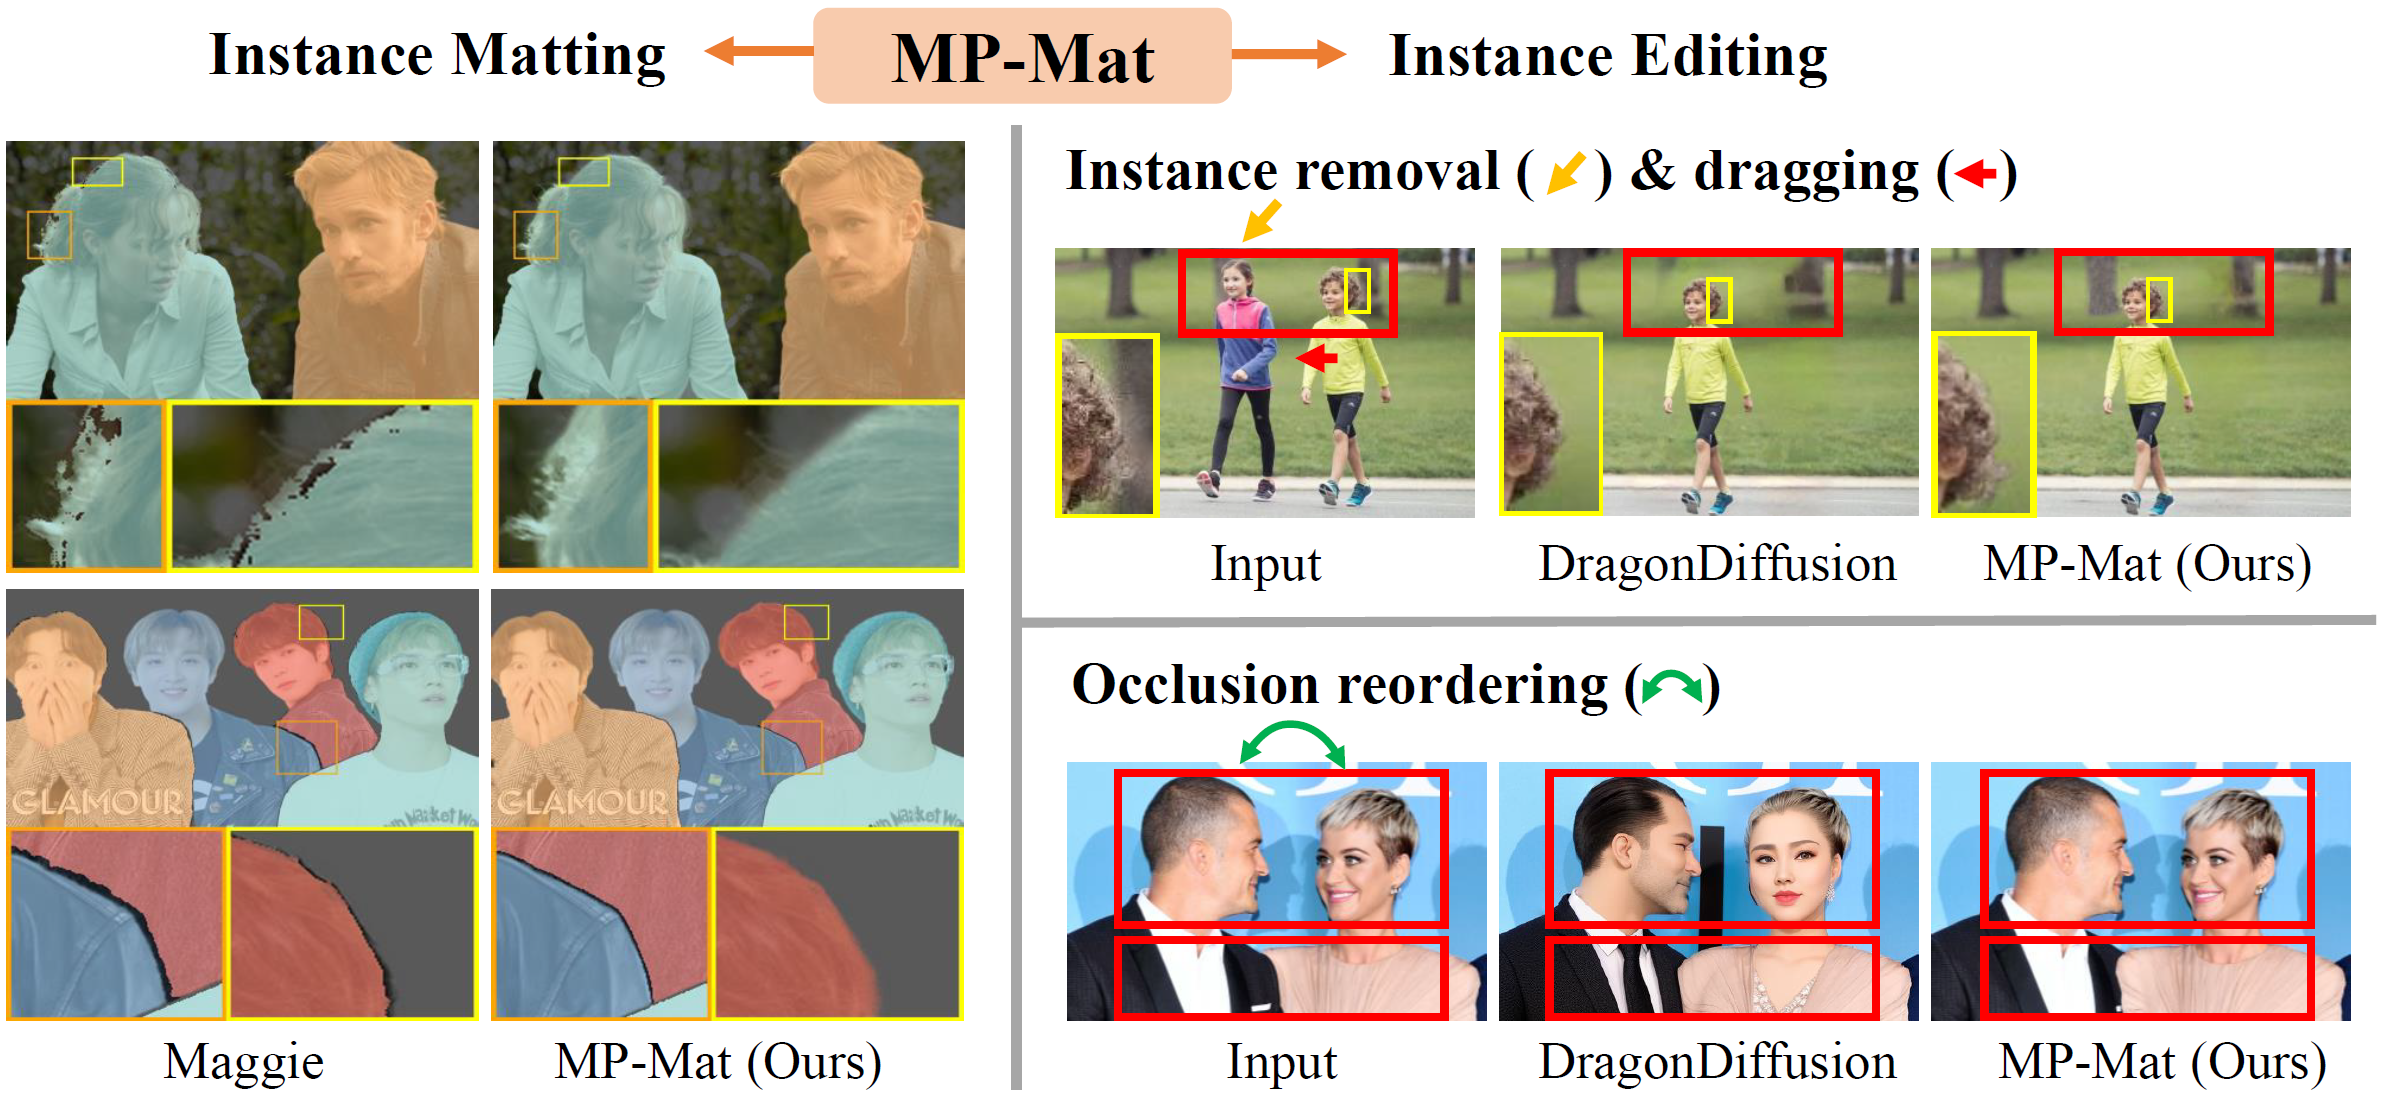 Instance Matting
MP-Mat
Instance Editing
Instance removal ( ) & dragging ( )
Input
DragonDiffusion
MP-Mat (Ours)
GLAMOUR
GLAMOUR
Occlusion reordering ( )
Maggie
MP-Mat (Ours)
Input
DragonDiffusion
MP-Mat (Ours)